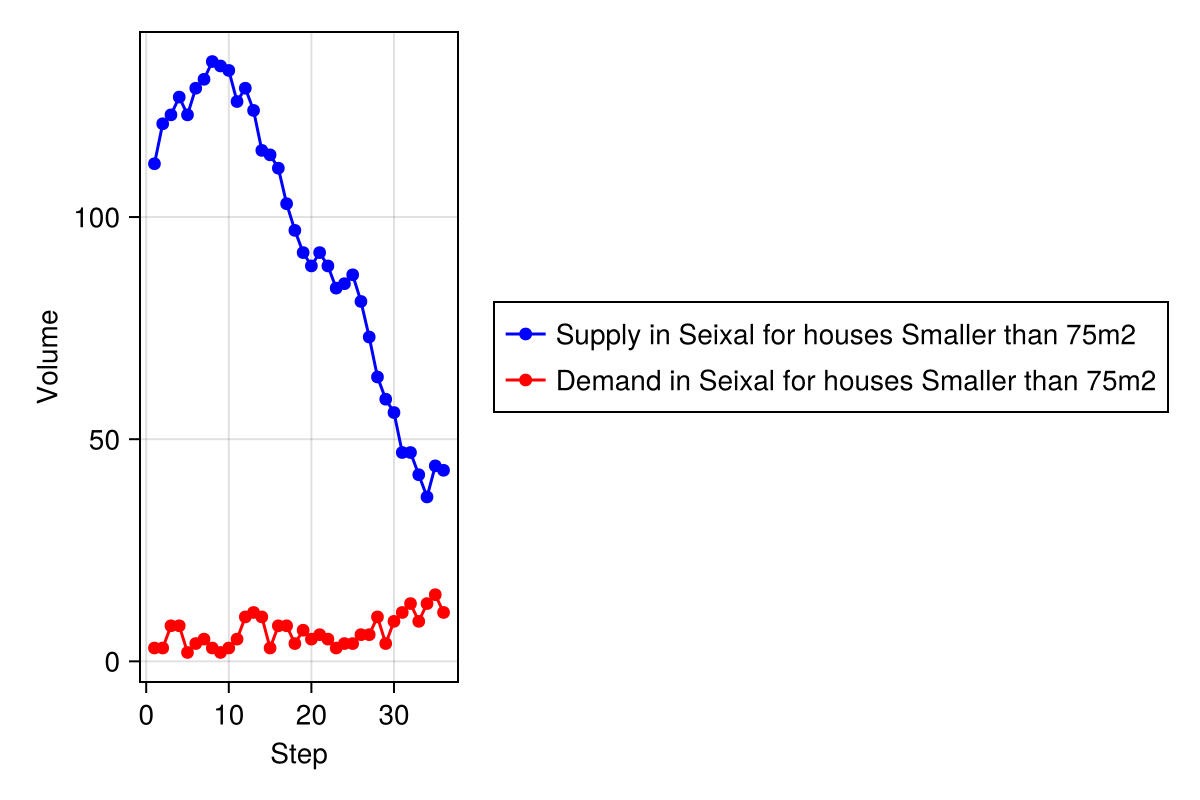 Volume
100
50
0
0 10 20 30
Step
Supply in Seixal for houses Smaller than 75m2
Demand in Seixal for houses Smaller than 75m2